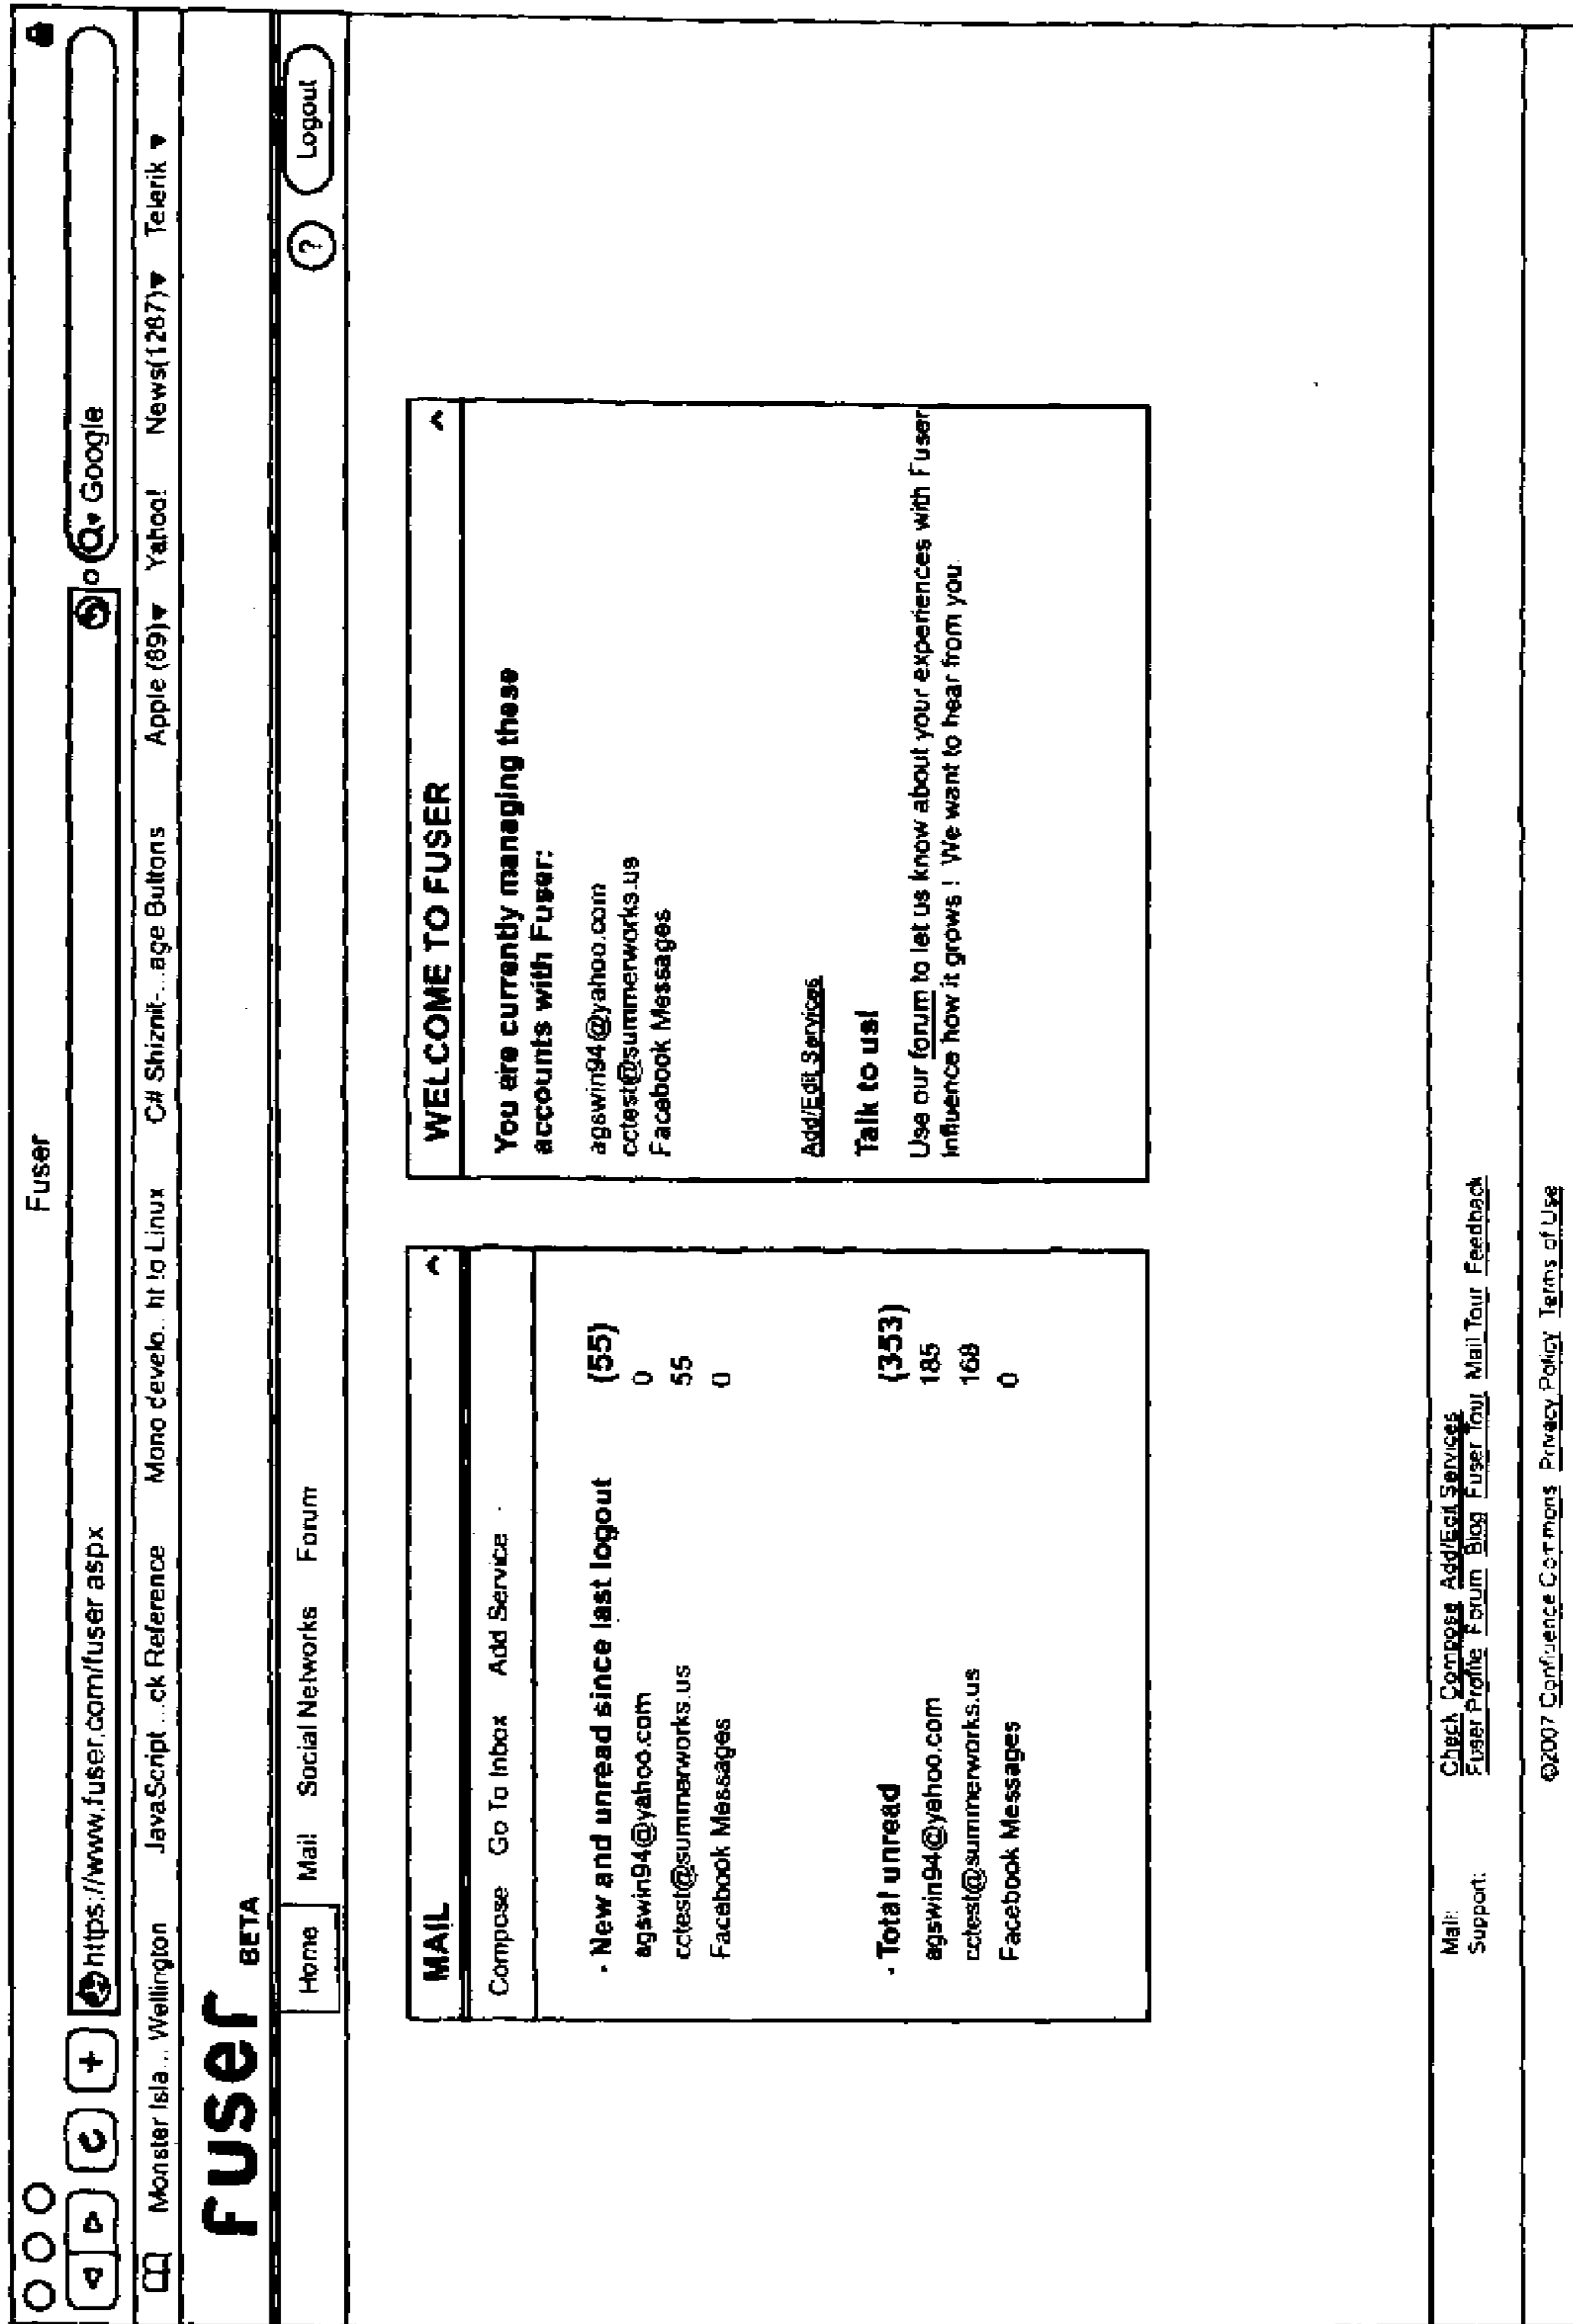 Fuser
https://www.fuser.com/fuser.aspx
Google
Monster Isla... Wellington JavaScript ...ck Reference Mono develo.. ht to Linux C# Shiznit-...age Buttons Apple (89)▼ Yahoo! News(1287)▼ Telerik ▼
fuser BETA
Home Mail Social Networks Forum ? Logout
MAIL
Compose Go To Inbox Add Service
- New and unread since last logout (55)
agswin94@yahoo.com 0
cctest@summerworks.us 55
Facebook Messages 0
- Total unread (353)
agswin94@yahoo.com 185
cctest@summerworks.us 168
Facebook Messages 0
WELCOME TO FUSER
You are currently managing these
accounts with Fuser:
agswin94@yahoo.com
cctest@summerworks.us
Facebook Messages
Add/Edit Services
Talk to us!
Use our forum to let us know about your experiences with Fuser
Influence how it grows ! We want to hear from you.
Mail: Check Compose Add/Edit Services
Support: Fuser Profile Forum Blog Fuser Tour Mail Tour Feedback
©2007 Confluence Commons Privacy Policy Terms of Use